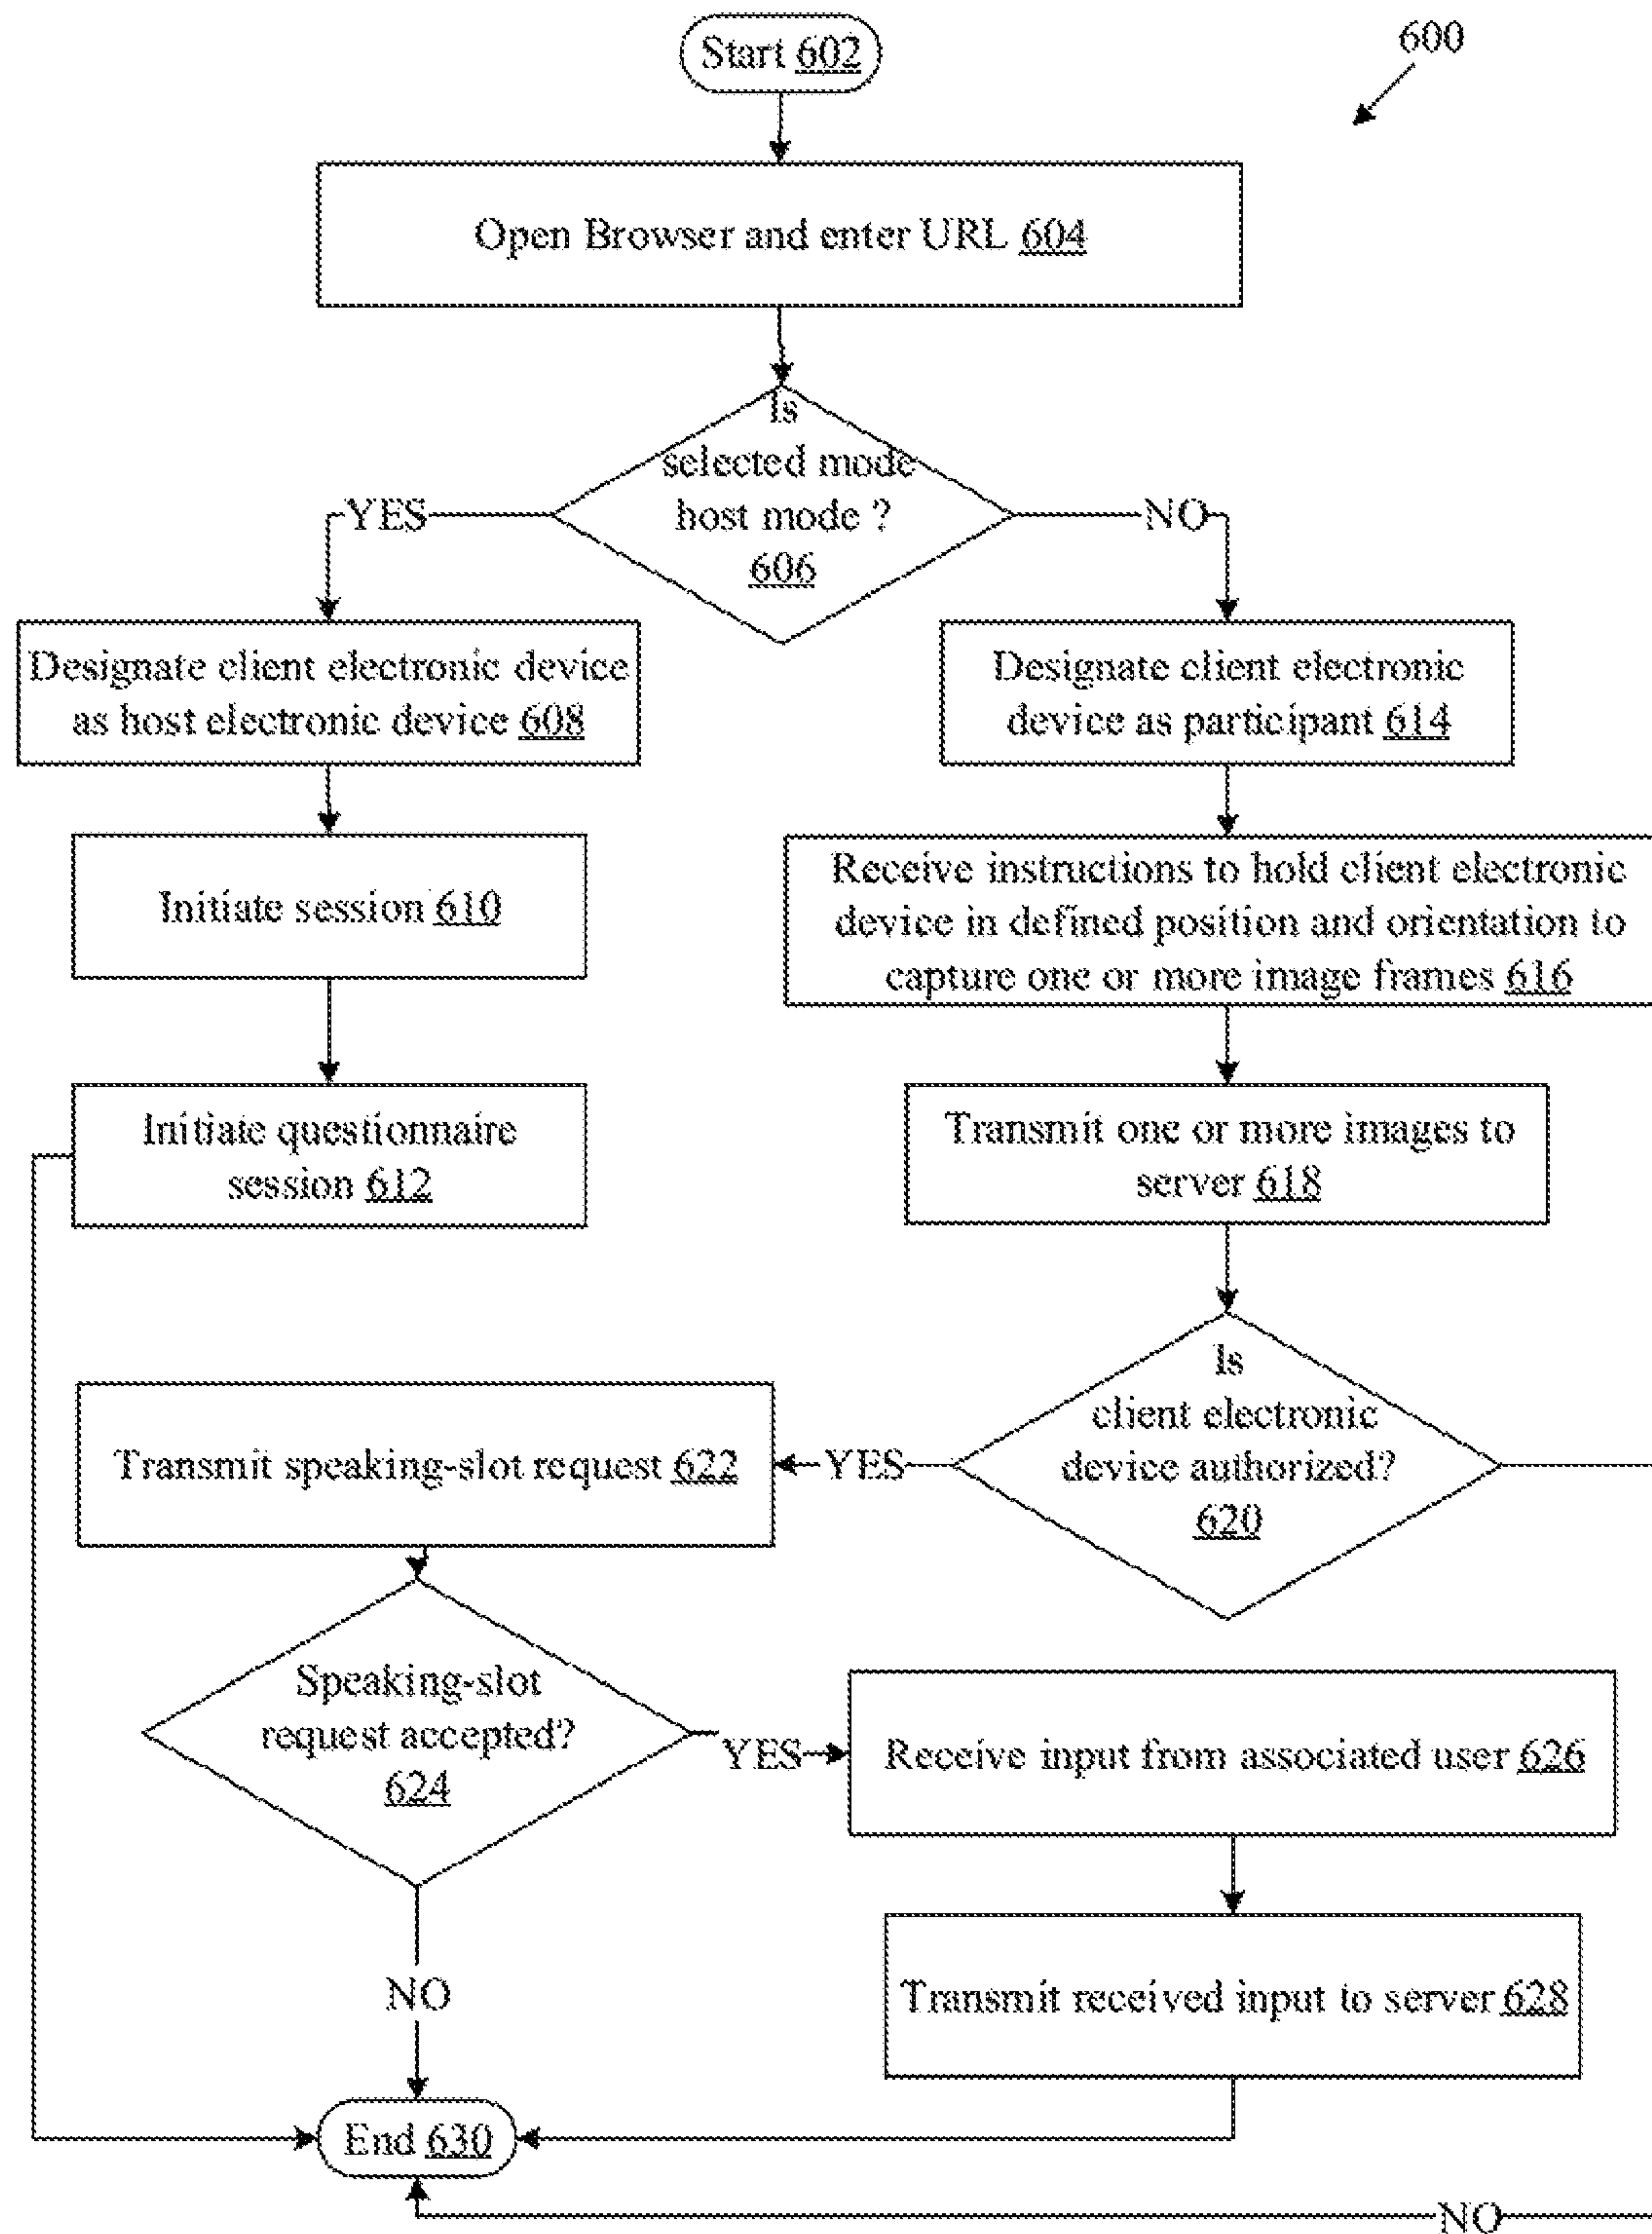 Start 602
600
Open Browser and enter URL 604
Is
selected mode
host mode ?
606
YES
NO
Designate client electronic device
as host electronic device 608
Designate client electronic
device as participant 614
Initiate session 610
Receive instructions to hold client electronic
device in defined position and orientation to
capture one or more image frames 616
Initiate questionnaire
session 612
Transmit one or more images to
server 618
Is
client electronic
device authorized?
620
YES
Transmit speaking-slot request 622
Speaking-slot
request accepted?
624
YES
Receive input from associated user 626
NO
Transmit received input to server 628
End 630
NO